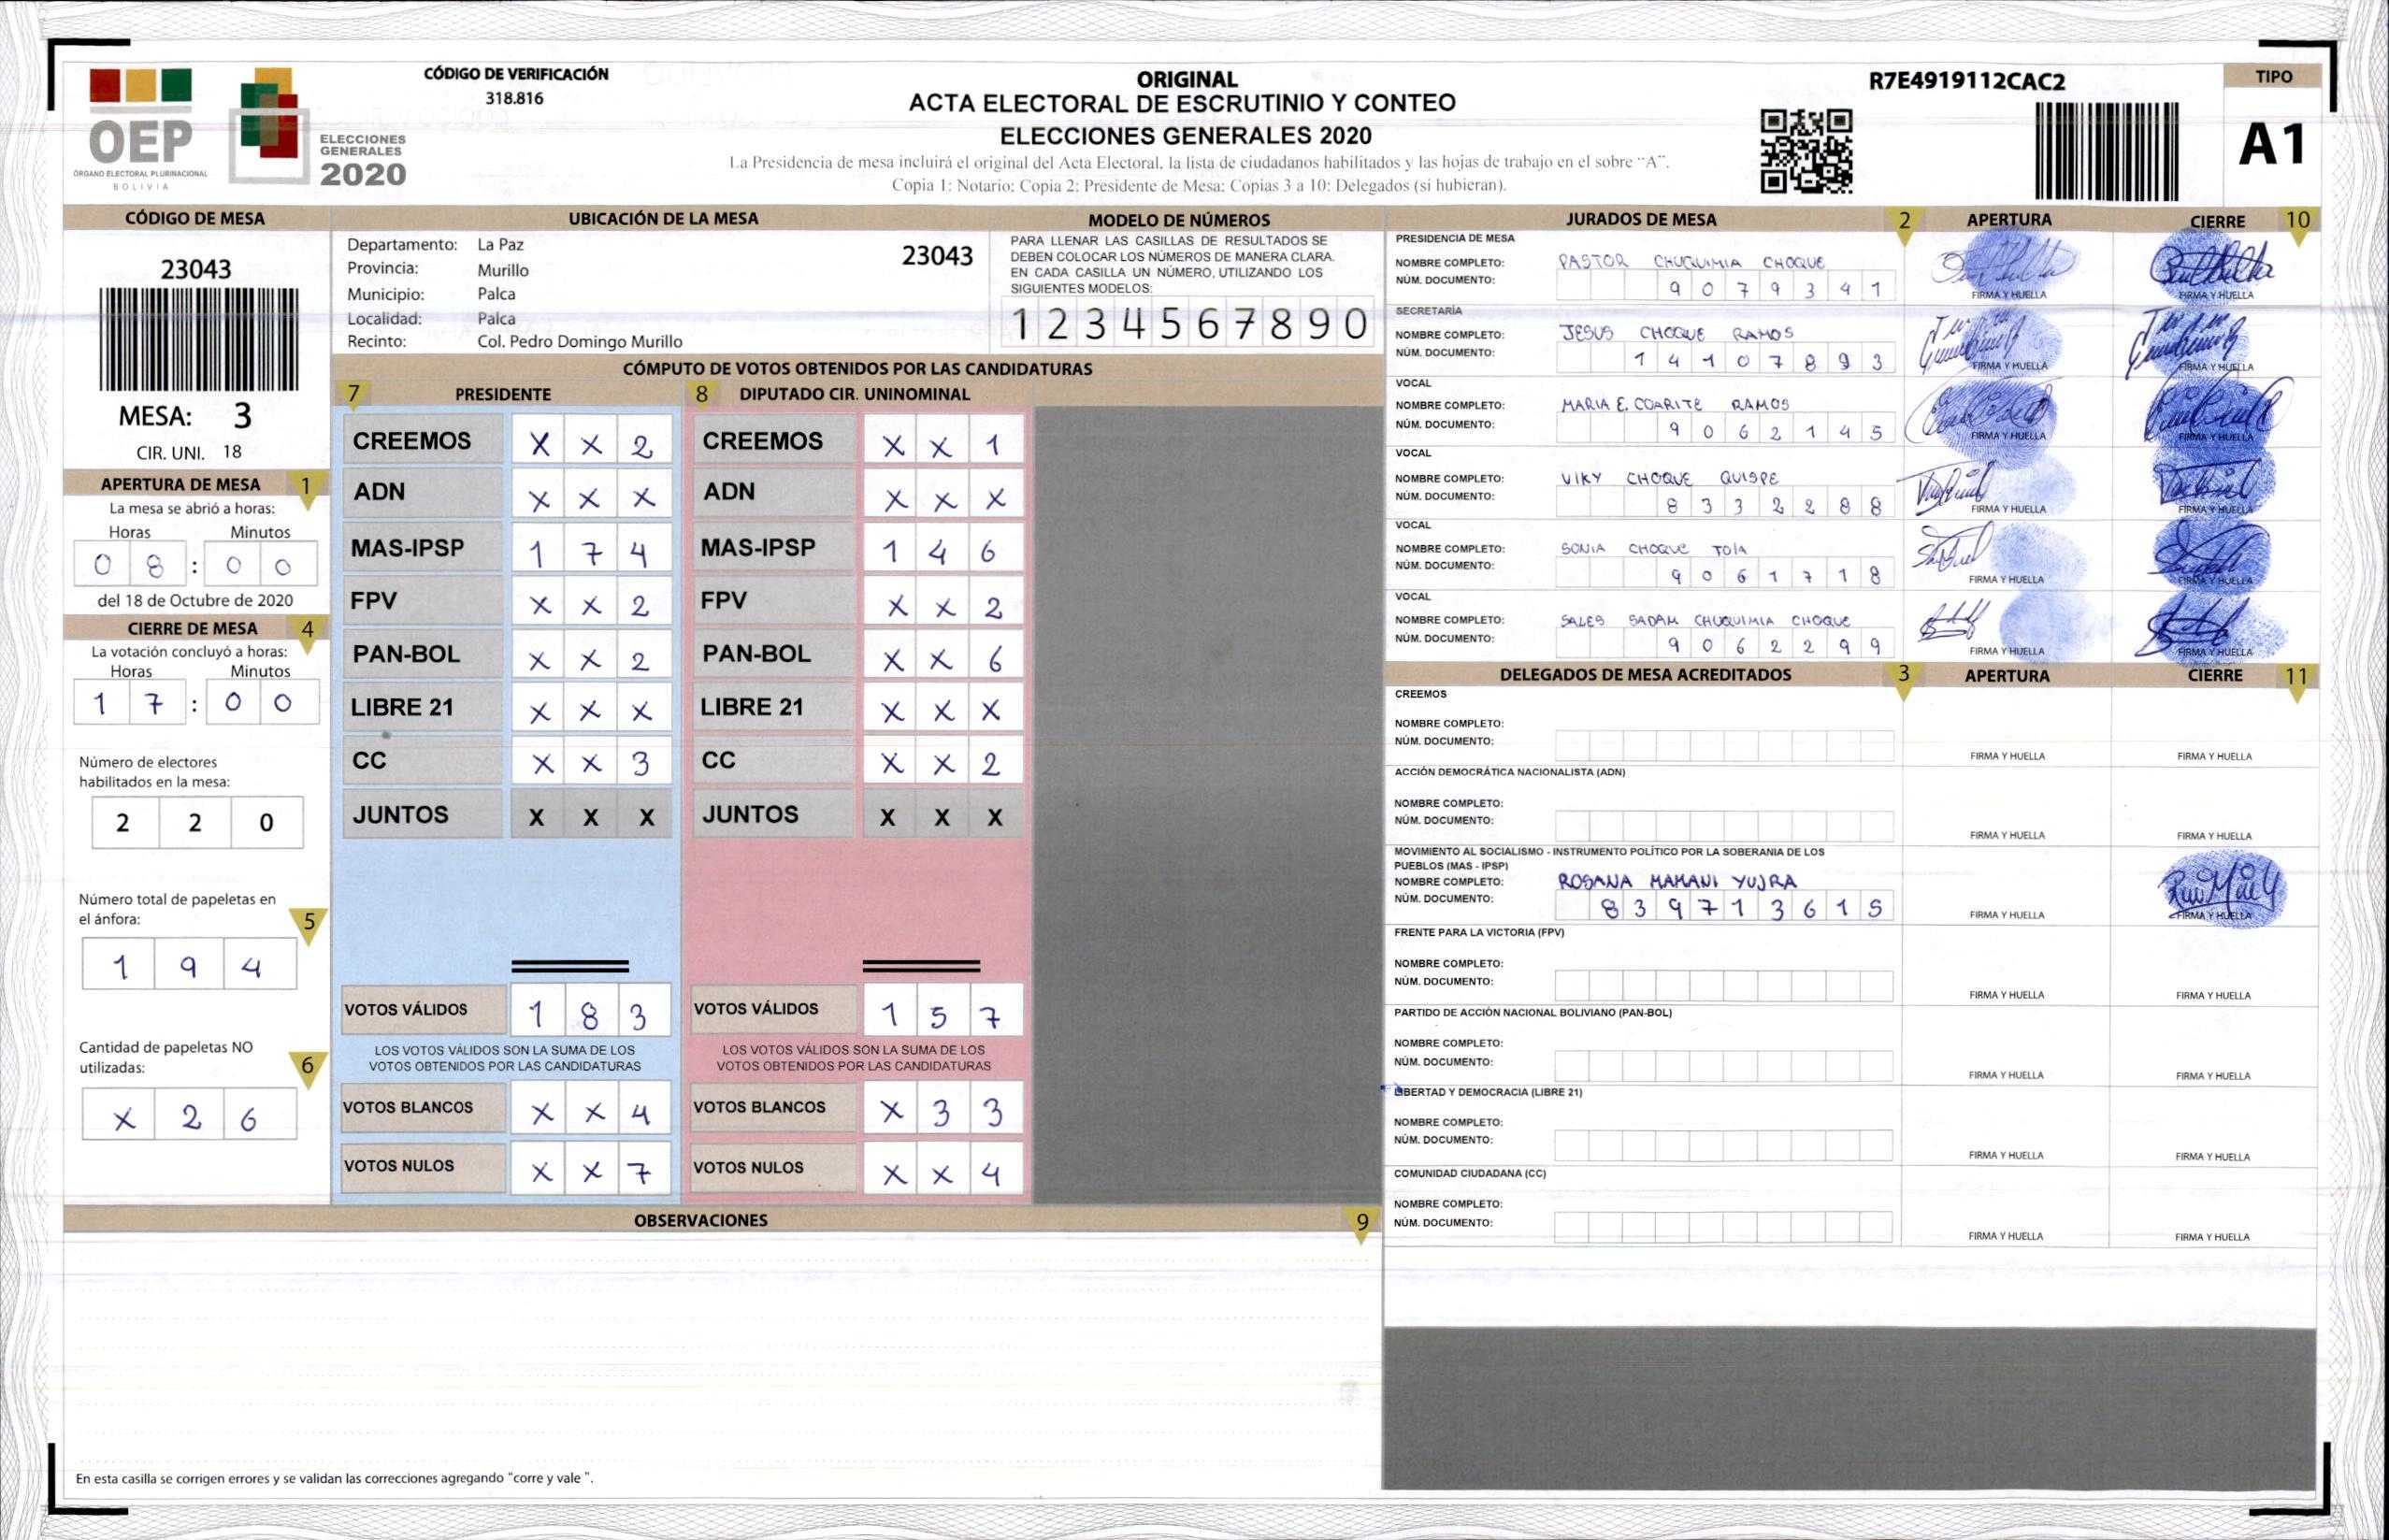 OEP
ÓRGANO ELECTORAL PLURINACIONAL
BOLIVIA
ELECCIONES
GENERALES
2020
CÓDIGO DE VERIFICACIÓN
318.816
ORIGINAL
ACTA ELECTORAL DE ESCRUTINIO Y CONTEO
ELECCIONES GENERALES 2020
La Presidencia de mesa incluirá el original del Acta Electoral, la lista de ciudadanos habilitados y las hojas de trabajo en el sobre "A".
Copia 1: Notario; Copia 2: Presidente de Mesa; Copias 3 a 10: Delegados (si hubieran).
R7E4919112CAC2
TIPO
A1
CÓDIGO DE MESA
23043
MESA: 3
CIR. UNI. 18
APERTURA DE MESA 1
La mesa se abrió a horas:
Horas Minutos
0 8 : 0 0
del 18 de Octubre de 2020
CIERRE DE MESA 4
La votación concluyó a horas:
Horas Minutos
1 7 : 0 0
Número de electores
habilitados en la mesa:
2 2 0
Número total de papeletas en
el ánfora: 5
1 9 4
Cantidad de papeletas NO
utilizadas: 6
X 2 6
UBICACIÓN DE LA MESA
Departamento: La Paz 23043
Provincia: Murillo
Municipio: Palca
Localidad: Palca
Recinto: Col. Pedro Domingo Murillo
MODELO DE NÚMEROS
PARA LLENAR LAS CASILLAS DE RESULTADOS SE
DEBEN COLOCAR LOS NÚMEROS DE MANERA CLARA.
EN CADA CASILLA UN NÚMERO, UTILIZANDO LOS
SIGUIENTES MODELOS:
1 2 3 4 5 6 7 8 9 0
CÓMPUTO DE VOTOS OBTENIDOS POR LAS CANDIDATURAS
7 PRESIDENTE 8 DIPUTADO CIR. UNINOMINAL
CREEMOS X X 2 CREEMOS X X 1
ADN X X X ADN X X X
MAS-IPSP 1 7 4 MAS-IPSP 1 4 6
FPV X X 2 FPV X X 2
PAN-BOL X X 2 PAN-BOL X X 6
LIBRE 21 X X X LIBRE 21 X X X
CC X X 3 CC X X 2
JUNTOS X X X JUNTOS X X X
VOTOS VÁLIDOS 1 8 3 VOTOS VÁLIDOS 1 5 7
LOS VOTOS VÁLIDOS SON LA SUMA DE LOS LOS VOTOS VÁLIDOS SON LA SUMA DE LOS
VOTOS OBTENIDOS POR LAS CANDIDATURAS VOTOS OBTENIDOS POR LAS CANDIDATURAS
VOTOS BLANCOS X X 4 VOTOS BLANCOS X 3 3
VOTOS NULOS X X 7 VOTOS NULOS X X 4
OBSERVACIONES 9
En esta casilla se corrigen errores y se validan las correcciones agregando "corre y vale ".
JURADOS DE MESA 2 APERTURA CIERRE 10
PRESIDENCIA DE MESA
NOMBRE COMPLETO: PASTOR CHUQUIMIA CHOQUE
NÚM. DOCUMENTO: 9 0 7 9 3 4 1
FIRMA Y HUELLA FIRMA Y HUELLA
SECRETARÍA
NOMBRE COMPLETO: JESUS CHOQUE RAMOS
NÚM. DOCUMENTO: 1 4 1 0 7 8 9 3
FIRMA Y HUELLA FIRMA Y HUELLA
VOCAL
NOMBRE COMPLETO: MARIA E. COARITE RAMOS
NÚM. DOCUMENTO: 9 0 6 2 1 4 5
FIRMA Y HUELLA FIRMA Y HUELLA
VOCAL
NOMBRE COMPLETO: VIKY CHOQUE QUISPE
NÚM. DOCUMENTO: 8 3 3 2 2 8 8
FIRMA Y HUELLA FIRMA Y HUELLA
VOCAL
NOMBRE COMPLETO: SONIA CHOQUE TOLA
NÚM. DOCUMENTO: 9 0 6 1 7 1 8
FIRMA Y HUELLA FIRMA Y HUELLA
VOCAL
NOMBRE COMPLETO: SALES SADAM CHUQUIMIA CHOQUE
NÚM. DOCUMENTO: 9 0 6 2 2 9 9
FIRMA Y HUELLA FIRMA Y HUELLA
DELEGADOS DE MESA ACREDITADOS 3 APERTURA CIERRE 11
CREEMOS
NOMBRE COMPLETO:
NÚM. DOCUMENTO:
FIRMA Y HUELLA FIRMA Y HUELLA
ACCIÓN DEMOCRÁTICA NACIONALISTA (ADN)
NOMBRE COMPLETO:
NÚM. DOCUMENTO:
FIRMA Y HUELLA FIRMA Y HUELLA
MOVIMIENTO AL SOCIALISMO - INSTRUMENTO POLÍTICO POR LA SOBERANIA DE LOS
PUEBLOS (MAS - IPSP)
NOMBRE COMPLETO: ROSANA MAMANI YUJRA
NÚM. DOCUMENTO: 8 3 9 7 1 3 6 1 5
FIRMA Y HUELLA FIRMA Y HUELLA
FRENTE PARA LA VICTORIA (FPV)
NOMBRE COMPLETO:
NÚM. DOCUMENTO:
FIRMA Y HUELLA FIRMA Y HUELLA
PARTIDO DE ACCIÓN NACIONAL BOLIVIANO (PAN-BOL)
NOMBRE COMPLETO:
NÚM. DOCUMENTO:
FIRMA Y HUELLA FIRMA Y HUELLA
LIBERTAD Y DEMOCRACIA (LIBRE 21)
NOMBRE COMPLETO:
NÚM. DOCUMENTO:
FIRMA Y HUELLA FIRMA Y HUELLA
COMUNIDAD CIUDADANA (CC)
NOMBRE COMPLETO:
NÚM. DOCUMENTO:
FIRMA Y HUELLA FIRMA Y HUELLA